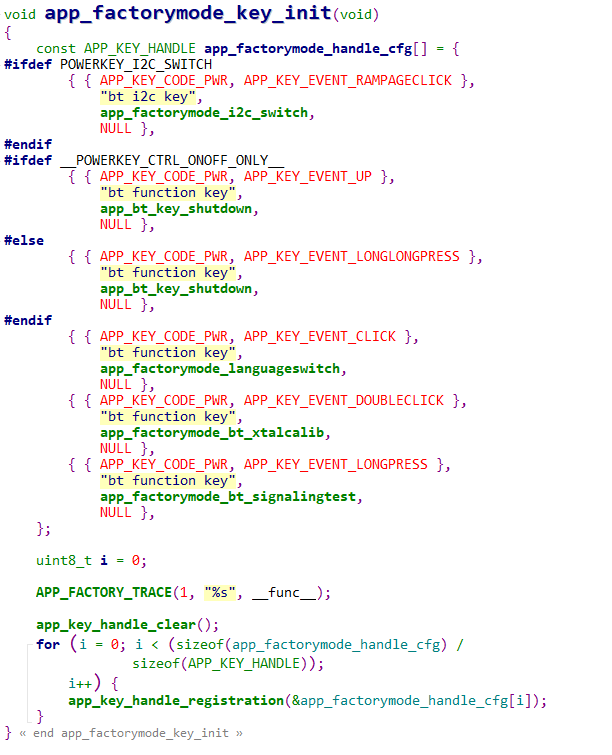 void app_factorymode_key_init(void)
{
    const APP_KEY_HANDLE app_factorymode_handle_cfg[] = {
#ifdef POWERKEY_I2C_SWITCH
        { { APP_KEY_CODE_PWR, APP_KEY_EVENT_RAMPAGECLICK },
            "bt i2c key",
            app_factorymode_i2c_switch,
            NULL },
#endif
#ifdef __POWERKEY_CTRL_ONOFF_ONLY__
        { { APP_KEY_CODE_PWR, APP_KEY_EVENT_UP },
            "bt function key",
            app_bt_key_shutdown,
            NULL },
#else
        { { APP_KEY_CODE_PWR, APP_KEY_EVENT_LONGLONGPRESS },
            "bt function key",
            app_bt_key_shutdown,
            NULL },
#endif
        { { APP_KEY_CODE_PWR, APP_KEY_EVENT_CLICK },
            "bt function key",
            app_factorymode_languageswitch,
            NULL },
        { { APP_KEY_CODE_PWR, APP_KEY_EVENT_DOUBLECLICK },
            "bt function key",
            app_factorymode_bt_xtalcalib,
            NULL },
        { { APP_KEY_CODE_PWR, APP_KEY_EVENT_LONGPRESS },
            "bt function key",
            app_factorymode_bt_signalingtest,
            NULL },
    };
    uint8_t i = 0;
    APP_FACTORY_TRACE(1, "%s", __func__);
    app_key_handle_clear();
    for (i = 0; i < (sizeof(app_factorymode_handle_cfg) /
                sizeof(APP_KEY_HANDLE));
        i++) {
        app_key_handle_registration(&app_factorymode_handle_cfg[i]);
    }
} « end app_factorymode_key_init »